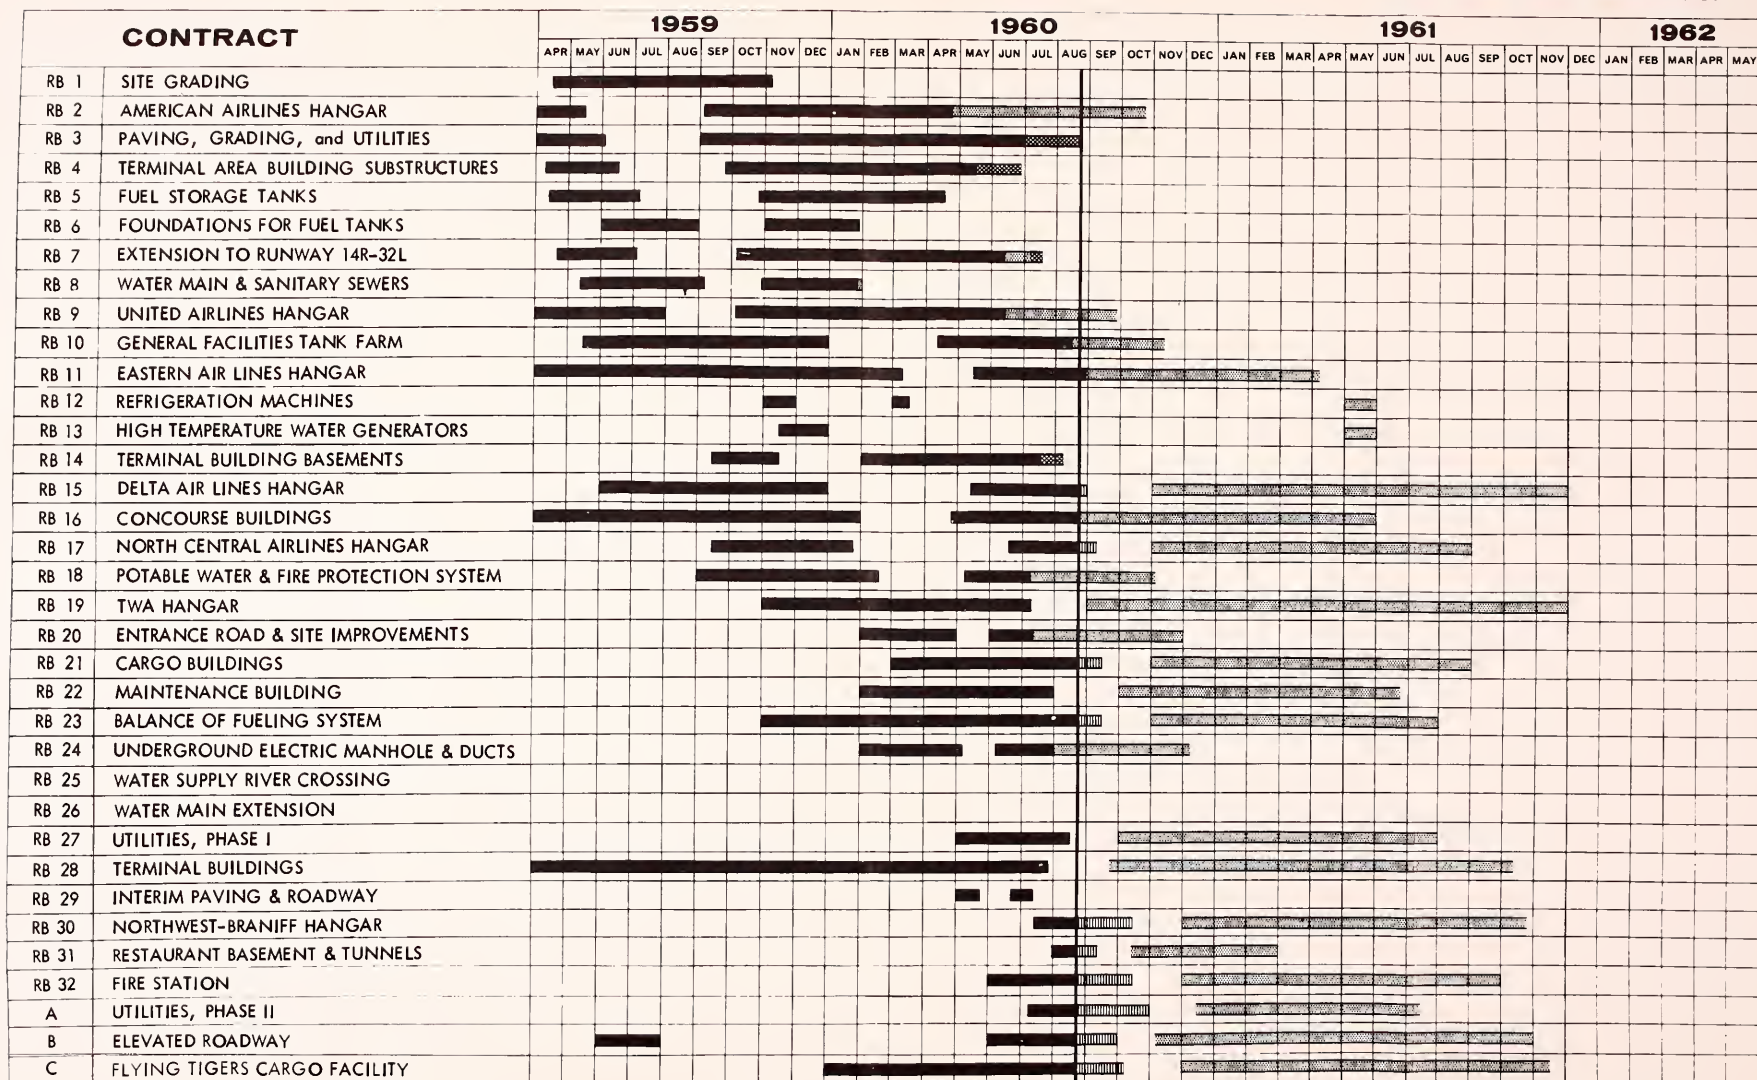 1959 1960 1961 1962
CONTRACT
APR MAY JUN JUL AUG SEP OCT NOV DEC JAN FEB MAR APR MAY JUN JUL AUG SEP OCT NOV DEC JAN FEB MAR APR MAY JUN JUL AUG SEP OCT NOV DEC JAN FEB MAR APR MAY
RB 1 SITE GRADING
RB 2 AMERICAN AIRLINES HANGAR
RB 3 PAVING, GRADING, and UTILITIES
RB 4 TERMINAL AREA BUILDING SUBSTRUCTURES
RB 5 FUEL STORAGE TANKS
RB 6 FOUNDATIONS FOR FUEL TANKS
RB 7 EXTENSION TO RUNWAY 14R-32L
RB 8 WATER MAIN & SANITARY SEWERS
RB 9 UNITED AIRLINES HANGAR
RB 10 GENERAL FACILITIES TANK FARM
RB 11 EASTERN AIR LINES HANGAR
RB 12 REFRIGERATION MACHINES
RB 13 HIGH TEMPERATURE WATER GENERATORS
RB 14 TERMINAL BUILDING BASEMENTS
RB 15 DELTA AIR LINES HANGAR
RB 16 CONCOURSE BUILDINGS
RB 17 NORTH CENTRAL AIRLINES HANGAR
RB 18 POTABLE WATER & FIRE PROTECTION SYSTEM
RB 19 TWA HANGAR
RB 20 ENTRANCE ROAD & SITE IMPROVEMENTS
RB 21 CARGO BUILDINGS
RB 22 MAINTENANCE BUILDING
RB 23 BALANCE OF FUELING SYSTEM
RB 24 UNDERGROUND ELECTRIC MANHOLE & DUCTS
RB 25 WATER SUPPLY RIVER CROSSING
RB 26 WATER MAIN EXTENSION
RB 27 UTILITIES, PHASE I
RB 28 TERMINAL BUILDINGS
RB 29 INTERIM PAVING & ROADWAY
RB 30 NORTHWEST-BRANIFF HANGAR
RB 31 RESTAURANT BASEMENT & TUNNELS
RB 32 FIRE STATION
A UTILITIES, PHASE II
B ELEVATED ROADWAY
C FLYING TIGERS CARGO FACILITY